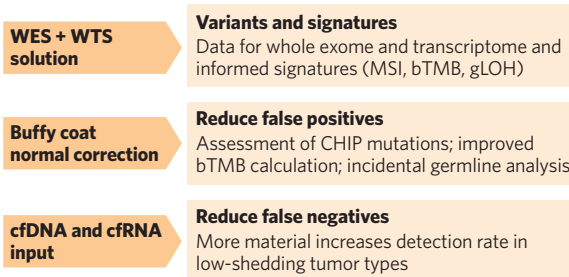 WES + WTS
solution
Variants and signatures
Data for whole exome and transcriptome and
informed signatures (MSI, bTMB, gLOH)
Buffy coat
normal correction
Reduce false positives
Assessment of CHIP mutations; improved
bTMB calculation; incidental germline analysis
cfDNA and cfRNA
input
Reduce false negatives
More material increases detection rate in
low-shedding tumor types